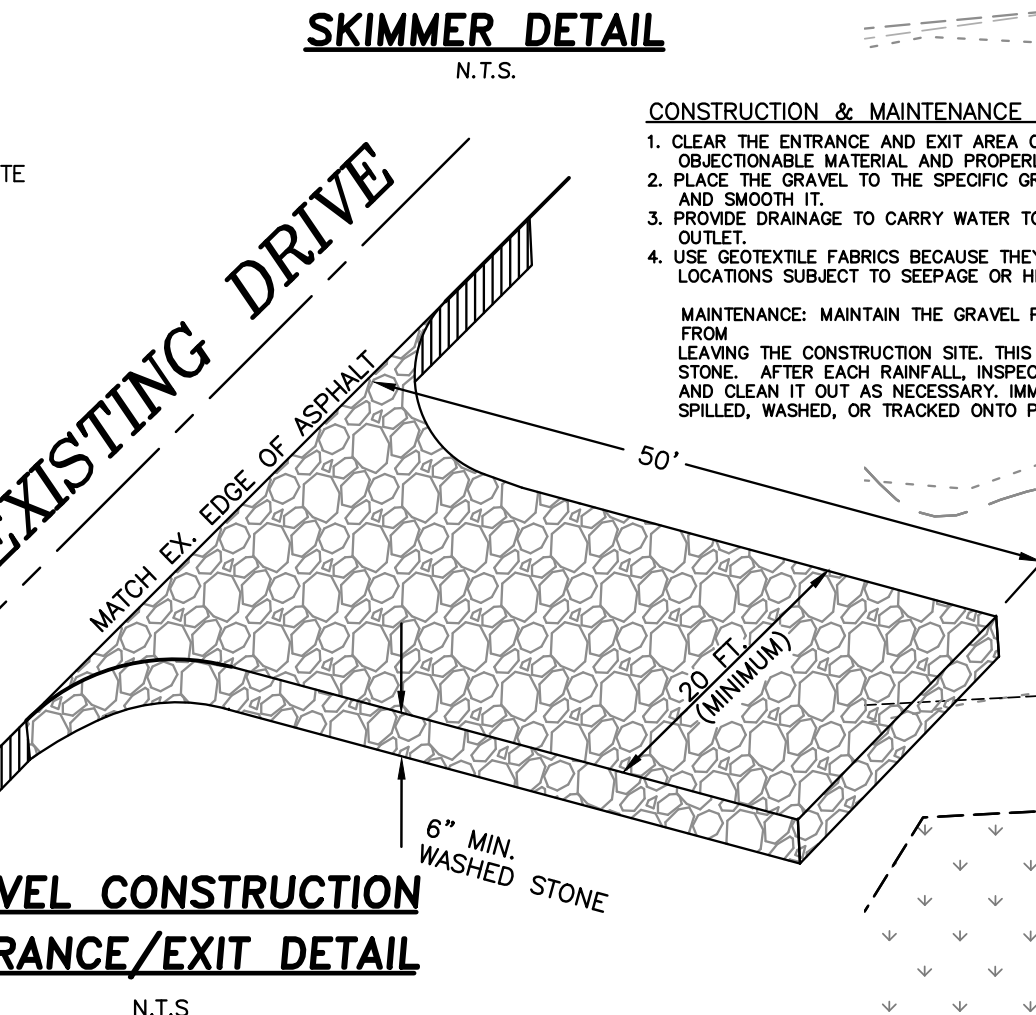 SKIMMER DETAIL
N.T.S.
TE
CONSTRUCTION & MAINTENANCE
1. CLEAR THE ENTRANCE AND EXIT AREA
OBJECTIONABLE MATERIAL AND
2. PLACE THE GRAVEL TO THE SPECIFIC
AND SMOOTH IT.
3. PROVIDE DRAINAGE TO CARRY WATER
OUTLET.
4. USE GEOTEXTILE FABRICS BECAUSE
LOCATIONS SUBJECT TO SEEPAGE OR
MAINTENANCE: MAINTAIN THE GRAVEL
FROM
LEAVING THE CONSTRUCTION SITE. THIS
STONE. AFTER EACH RAINFALL,
AND CLEAN IT OUT AS NECESSARY.
SPILLED, WASHED, OR TRACKED ONTO
EXISTING DRIVE
MATCH EX. EDGE OF ASPHALT
50'
20 FT.
(MINIMUM)
6" MIN.
WASHED STONE
VEL CONSTRUCTION
RANCE/EXIT DETAIL
N.T.S